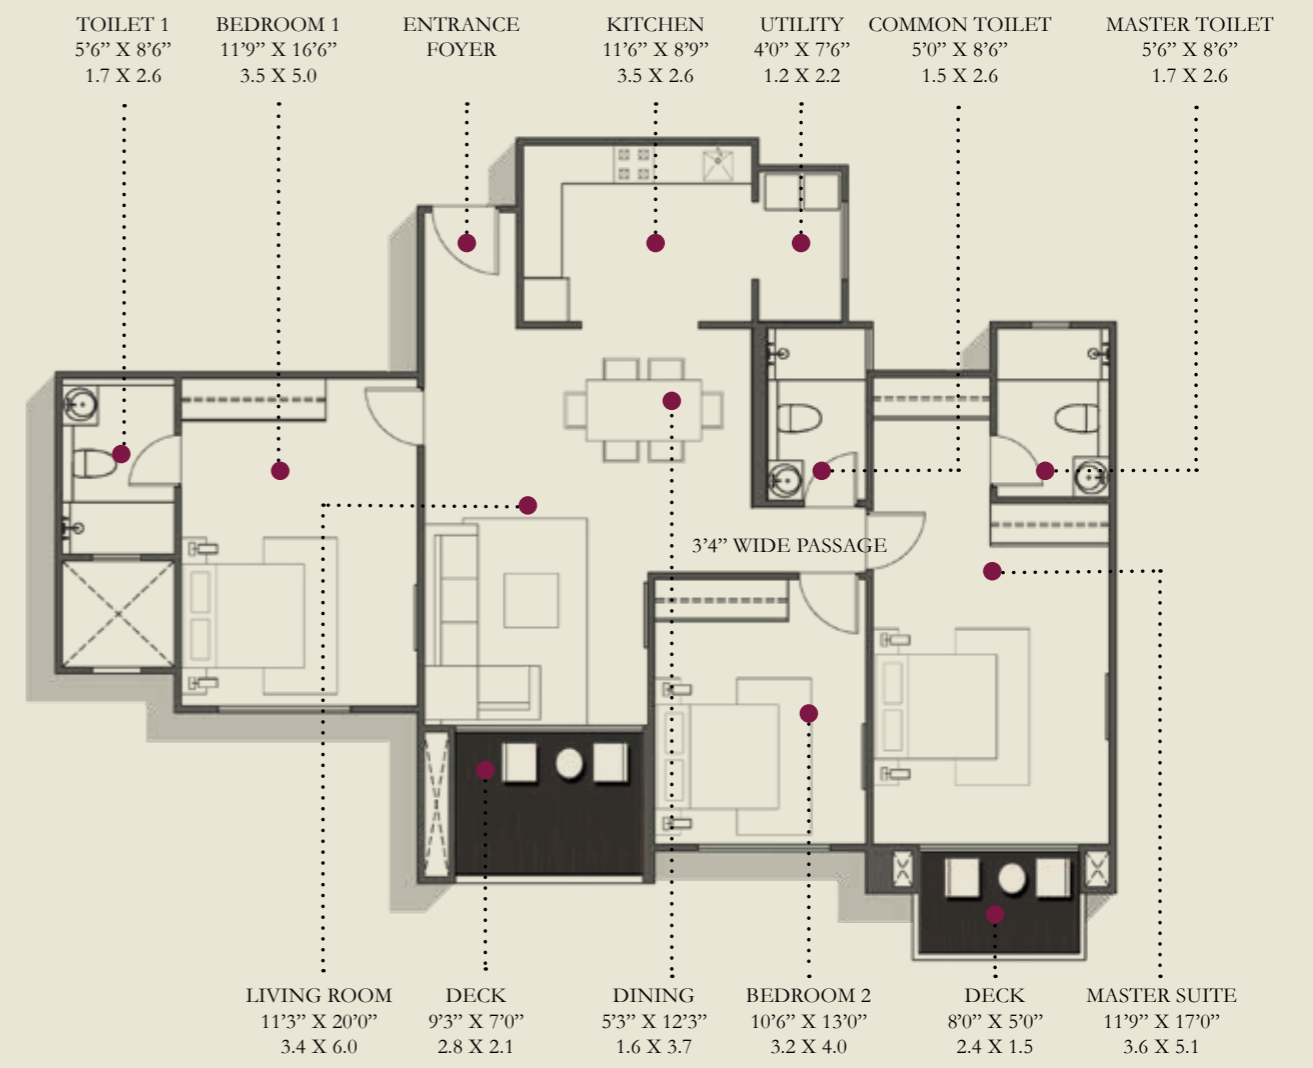 TOILET 1
5’6” X 8’6”
1.7 X 2.6
BEDROOM 1
11’9” X 16’6”
3.5 X 5.0
ENTRANCE
FOYER
KITCHEN
11’6” X 8’9”
3.5 X 2.6
UTILITY
4’0” X 7’6”
1.2 X 2.2
COMMON TOILET
5’0” X 8’6”
1.5 X 2.6
MASTER TOILET
5’6” X 8’6”
1.7 X 2.6
3’4” WIDE PASSAGE
LIVING ROOM
11’3” X 20’0”
3.4 X 6.0
DECK
9’3” X 7’0”
2.8 X 2.1
DINING
5’3” X 12’3”
1.6 X 3.7
BEDROOM 2
10’6” X 13’0”
3.2 X 4.0
DECK
8’0” X 5’0”
2.4 X 1.5
MASTER SUITE
11’9” X 17’0”
3.6 X 5.1